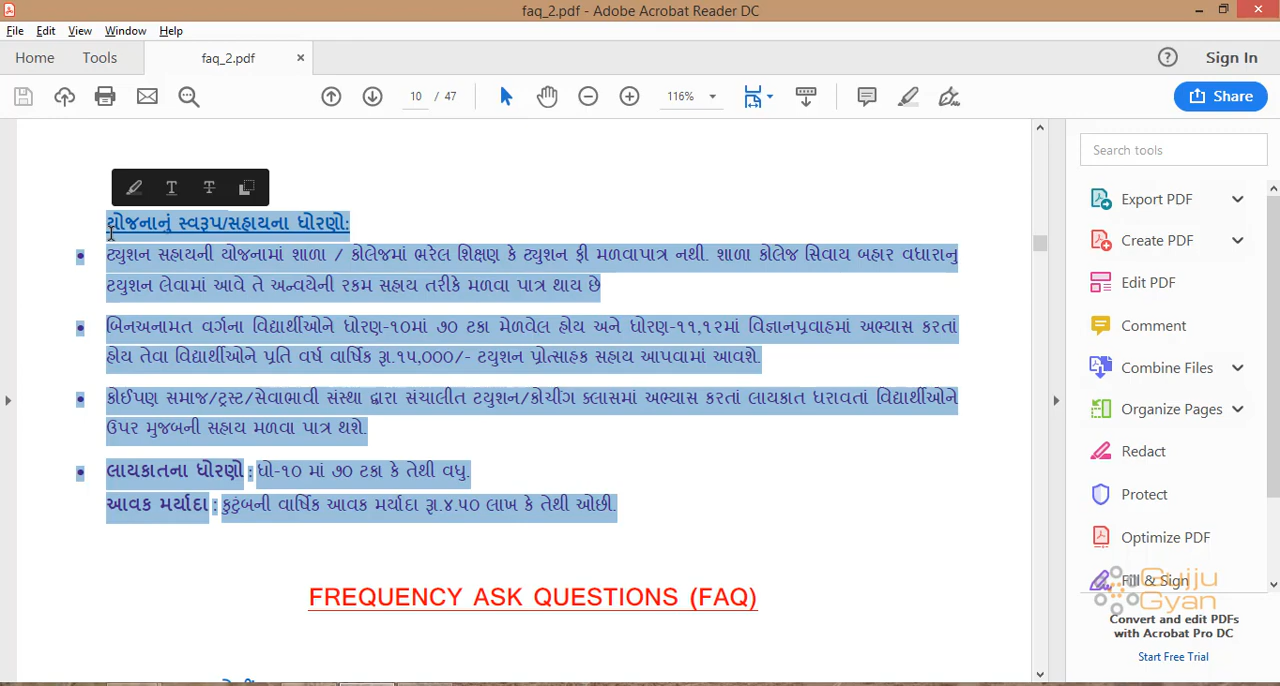 faq_2.pdf - Adobe Acrobat Reader DC
File Edit View Window Help
Home Tools faq_2.pdf × Sign In
10 / 47 116% Share
Search tools
યોજનાનું સ્વરૂપ/સહાયના ધોરણો:
• ટ્યુશન સહાયની યોજનામાં શાળા / કોલેજમાં ભરેલ શિક્ષણ કે ટ્યુશન ફી મળવાપાત્ર નથી. શાળા કોલેજ સિવાય બહાર વધારાનુ
ટયુશન લેવામાં આવે તે અન્વયેની રકમ સહાય તરીકે મળવા પાત્ર થાય છે
• બિનઅનામત વર્ગના વિદ્યાર્થીઓને ધોરણ-૧૦માં ૭૦ ટકા મેળવેલ હોય અને ધોરણ-૧૧,૧૨માં વિજ્ઞાનપ્રવાહમાં અભ્યાસ કરતાં
હોય તેવા વિદ્યાર્થીઓને પ્રતિ વર્ષ વાર્ષિક રૂા.૧૫,૦૦૦/- ટયુશન પ્રોત્સાહક સહાય આપવામાં આવશે.
• કોઈપણ સમાજ/ટ્રસ્ટ/સેવાભાવી સંસ્થા દ્વારા સંચાલીત ટયુશન/કોચીંગ ક્લાસમાં અભ્યાસ કરતાં લાયકાત ધરાવતાં વિદ્યાર્થીઓને
ઉપર મુજબની સહાય મળવા પાત્ર થશે.
• લાયકાતના ધોરણો : ધો-૧૦ માં ૭૦ ટકા કે તેથી વધુ.
આવક મર્યાદા : કુટુંબની વાર્ષિક આવક મર્યાદા રૂા.૪.૫૦ લાખ કે તેથી ઓછી.
FREQUENCY ASK QUESTIONS (FAQ)
Export PDF
Create PDF
Edit PDF
Comment
Combine Files
Organize Pages
Redact
Protect
Optimize PDF
Fill & Sign
Gujju
Gyan
Convert and edit PDFs
with Acrobat Pro DC
Start Free Trial